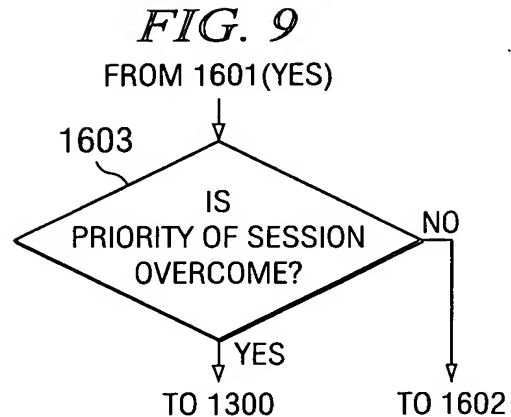 FIG. 9
FROM 1601(YES)
1603
IS
PRIORITY OF SESSION
OVERCOME?
NO
YES
TO 1300
TO 1602